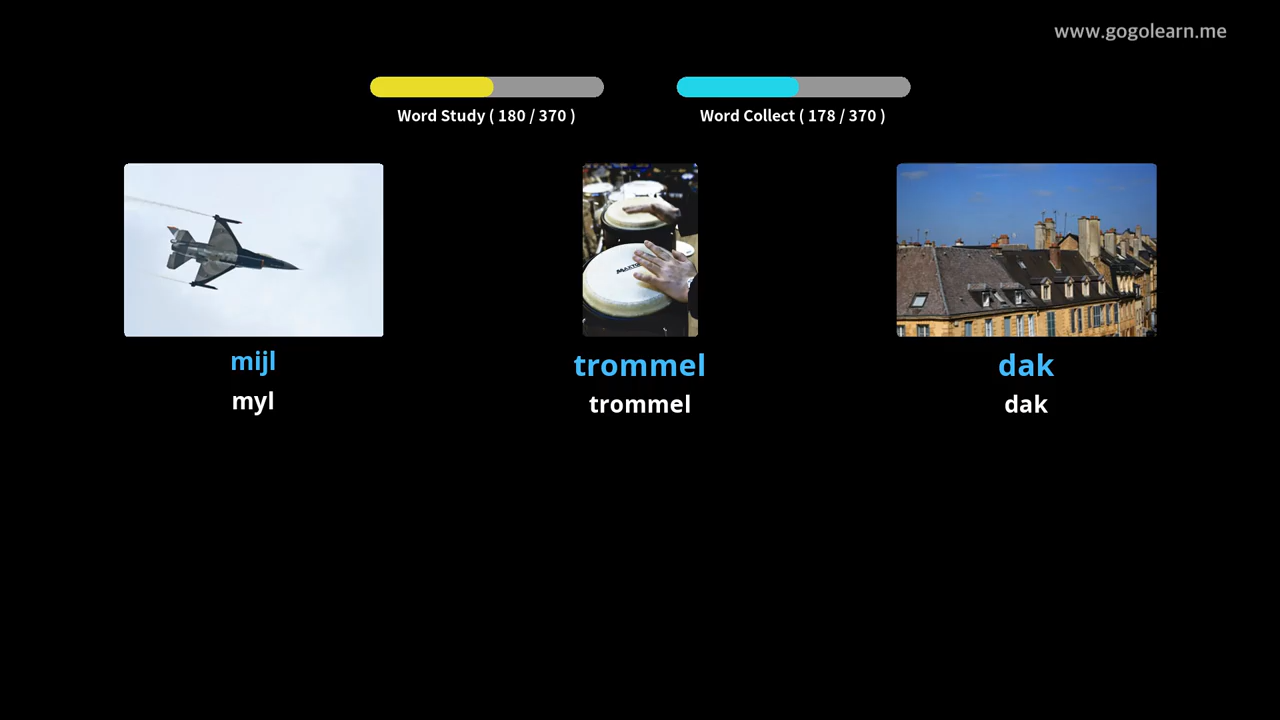 www.gogolearn.me
Word Study ( 180 / 370 )
Word Collect ( 178 / 370 )
mijl
myl
trommel
trommel
dak
dak